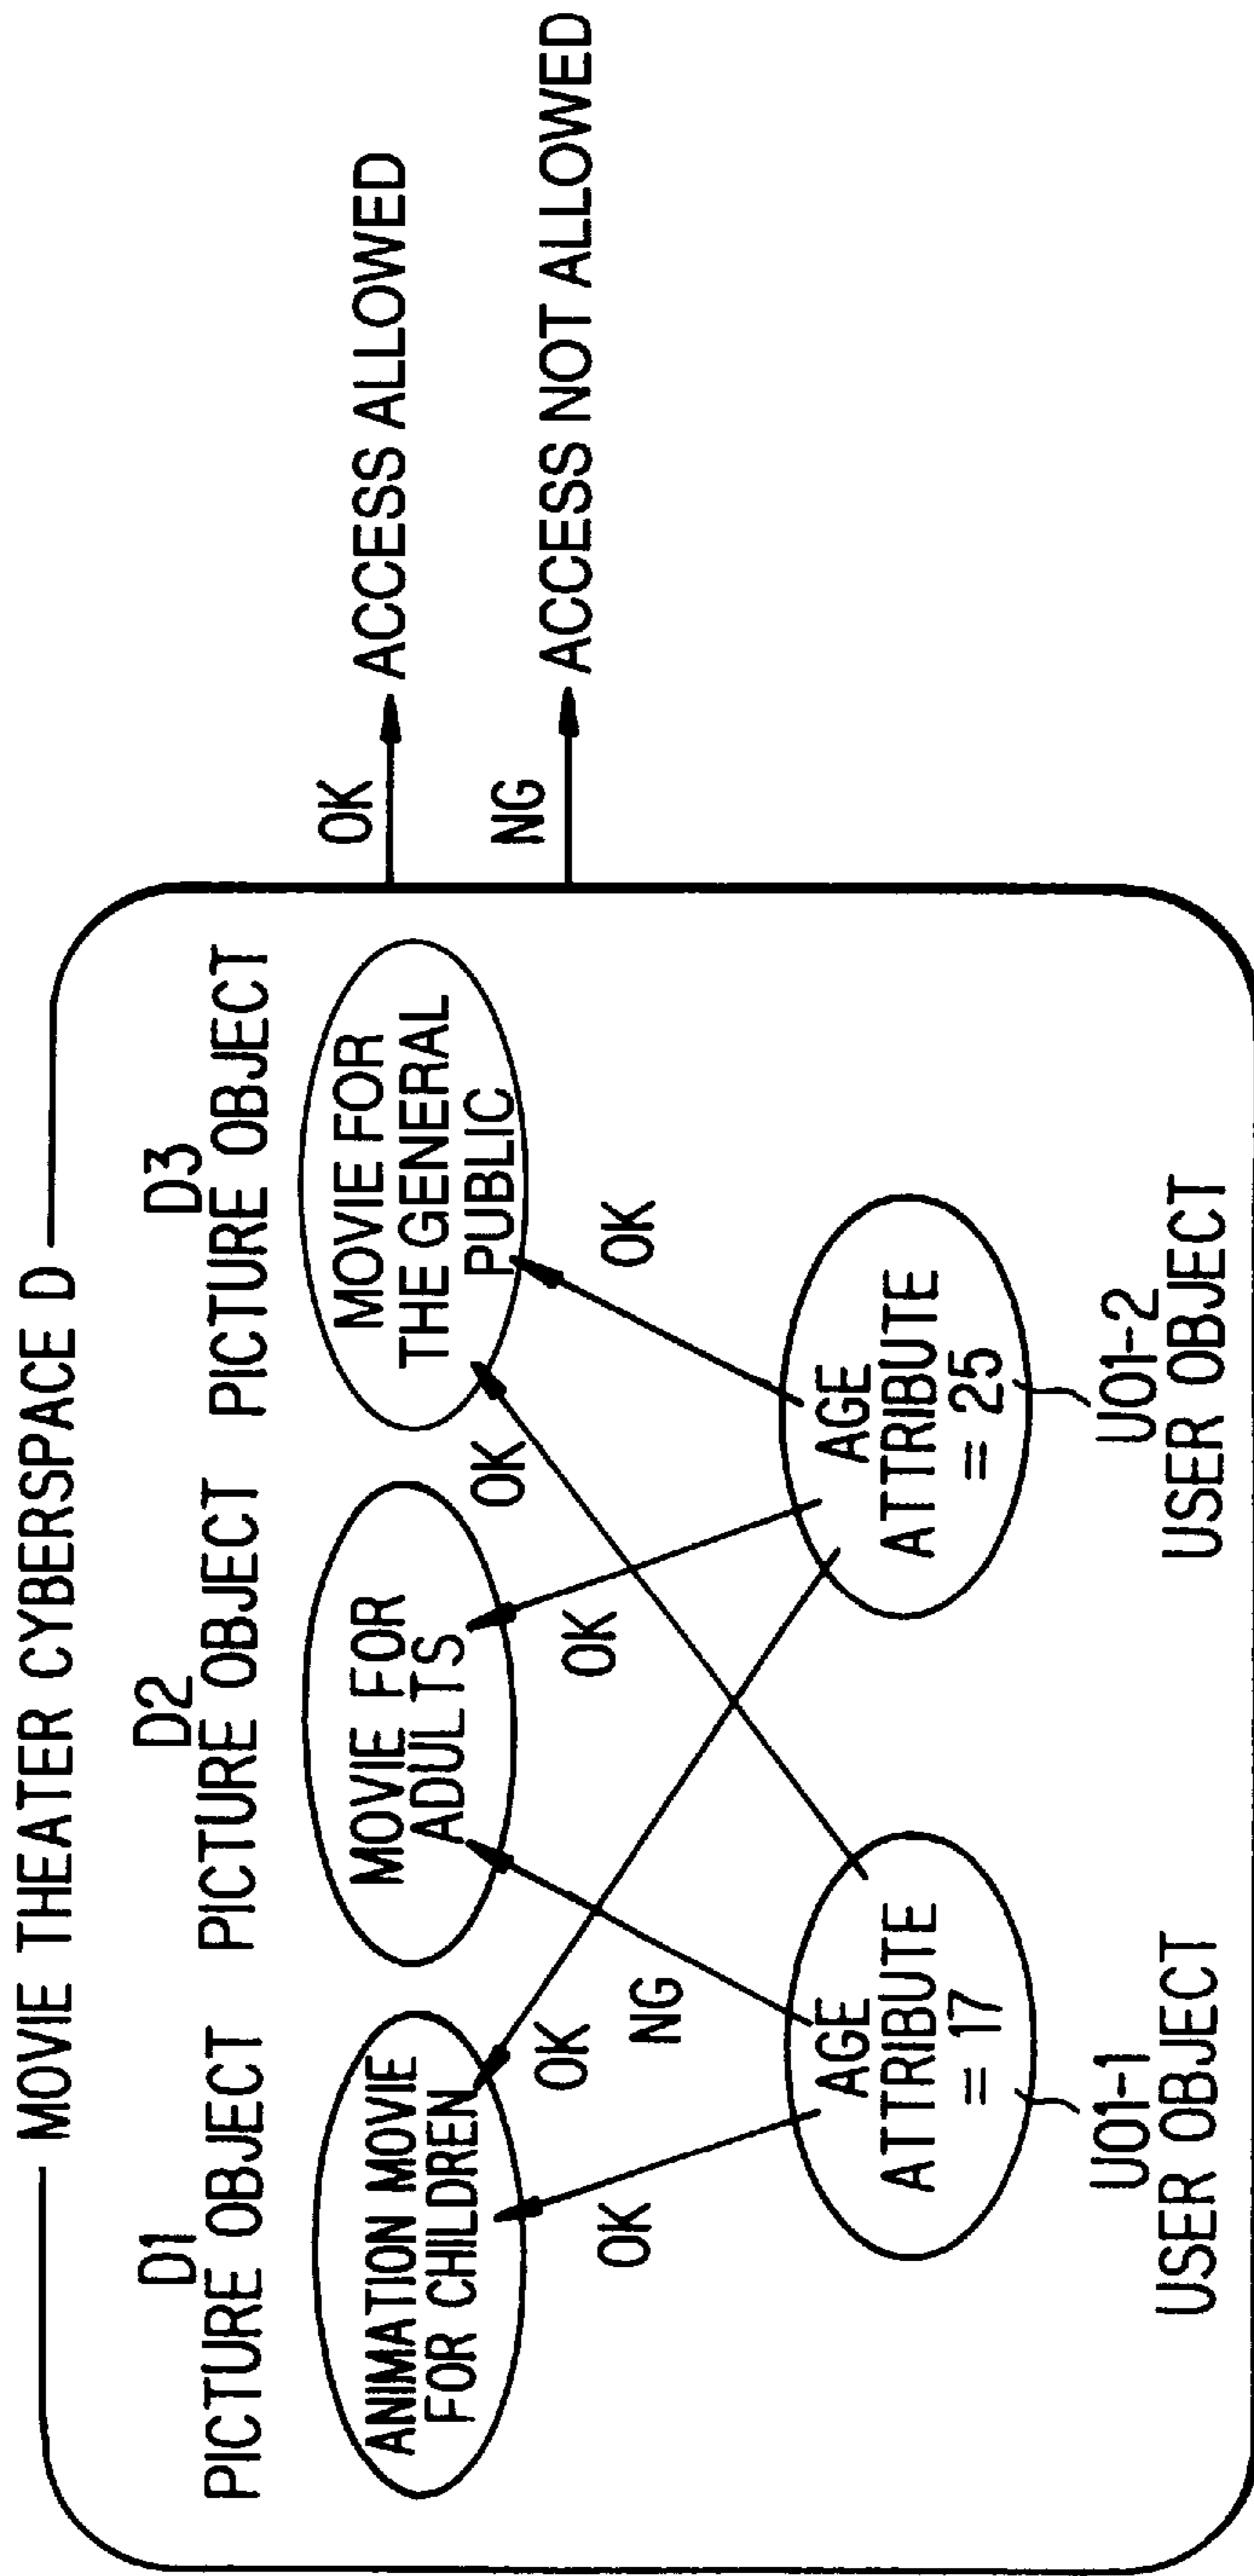 MOVIE THEATER CYBERSPACE D
D1
PICTURE OBJECT
D2
PICTURE OBJECT
D3
PICTURE OBJECT
ANIMATION MOVIE
FOR CHILDREN
MOVIE FOR
ADULTS
MOVIE FOR
THE GENERAL
PUBLIC
OK
ACCESS ALLOWED
NG
ACCESS NOT ALLOWED
OK
OK
NG
OK
OK
OK
AGE
ATTRIBUTE
= 17
AGE
ATTRIBUTE
= 25
U01-1
USER OBJECT
U01-2
USER OBJECT